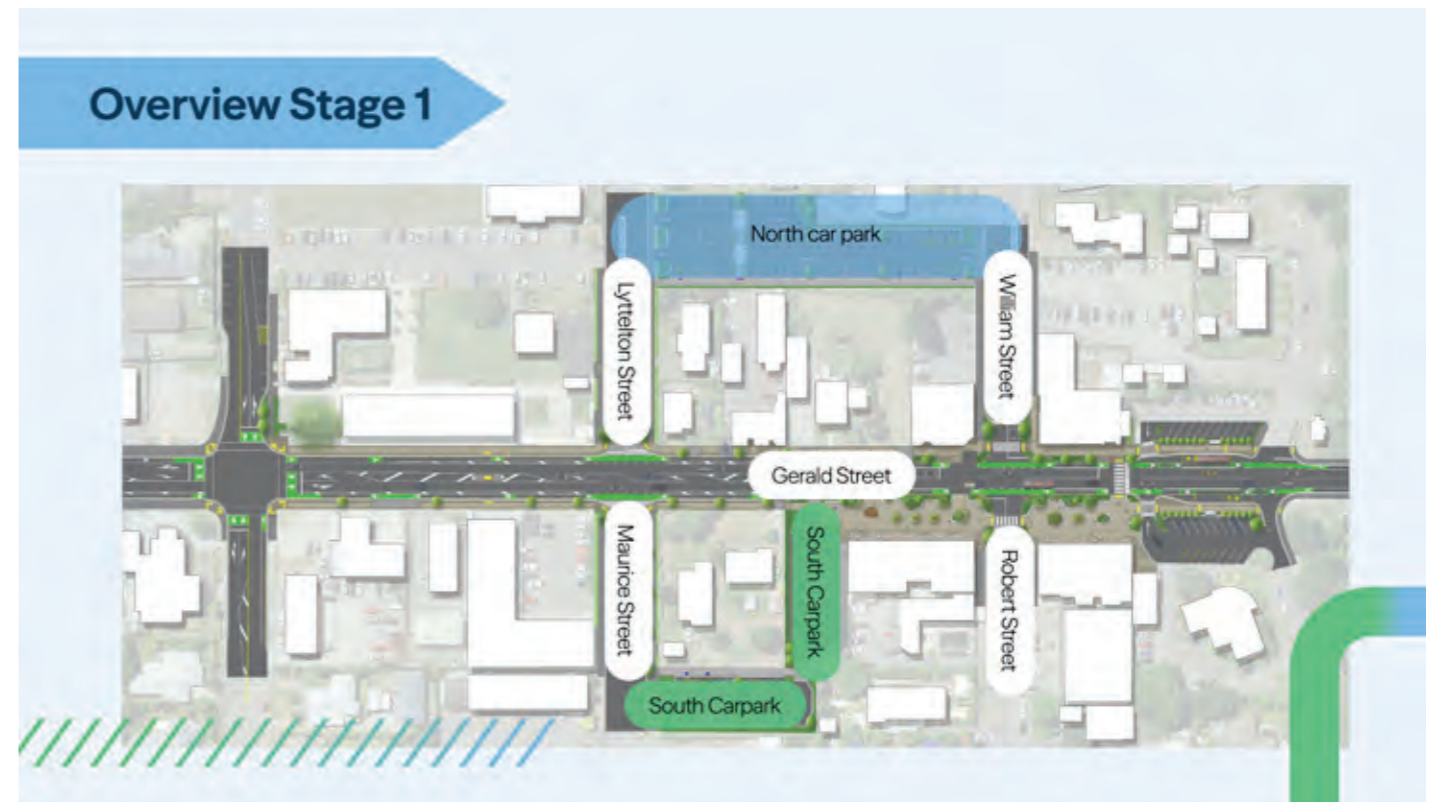 Overview Stage 1
North car park
Lyttelton Street
William Street
Gerald Street
Maurice Street
South Carpark
Robert Street
South Carpark